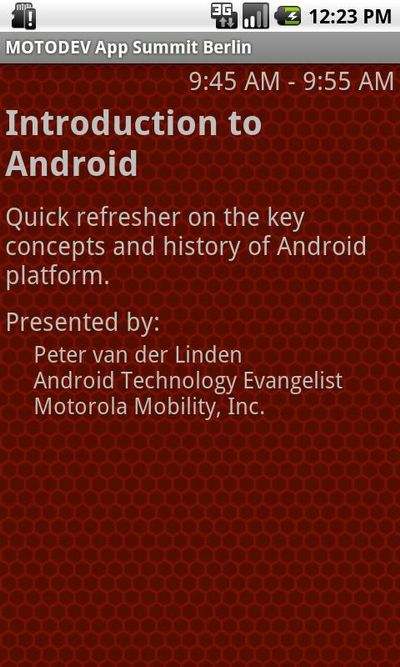 3G
12:23 PM
MOTODEV App Summit Berlin
9:45 AM - 9:55 AM
Introduction to
Android
Quick refresher on the key
concepts and history of Android
platform.
Presented by:
Peter van der Linden
Android Technology Evangelist
Motorola Mobility, Inc.